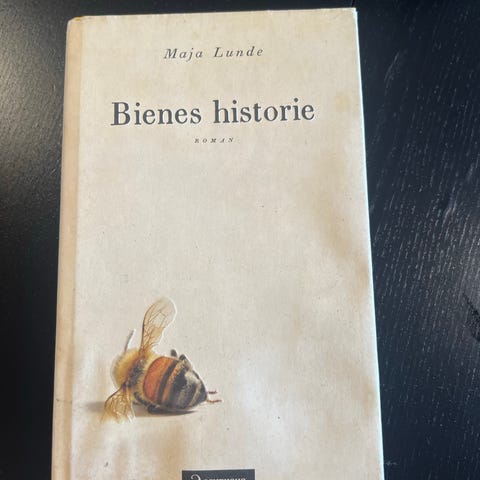 Maja Lunde
Bienes historie
ROMAN